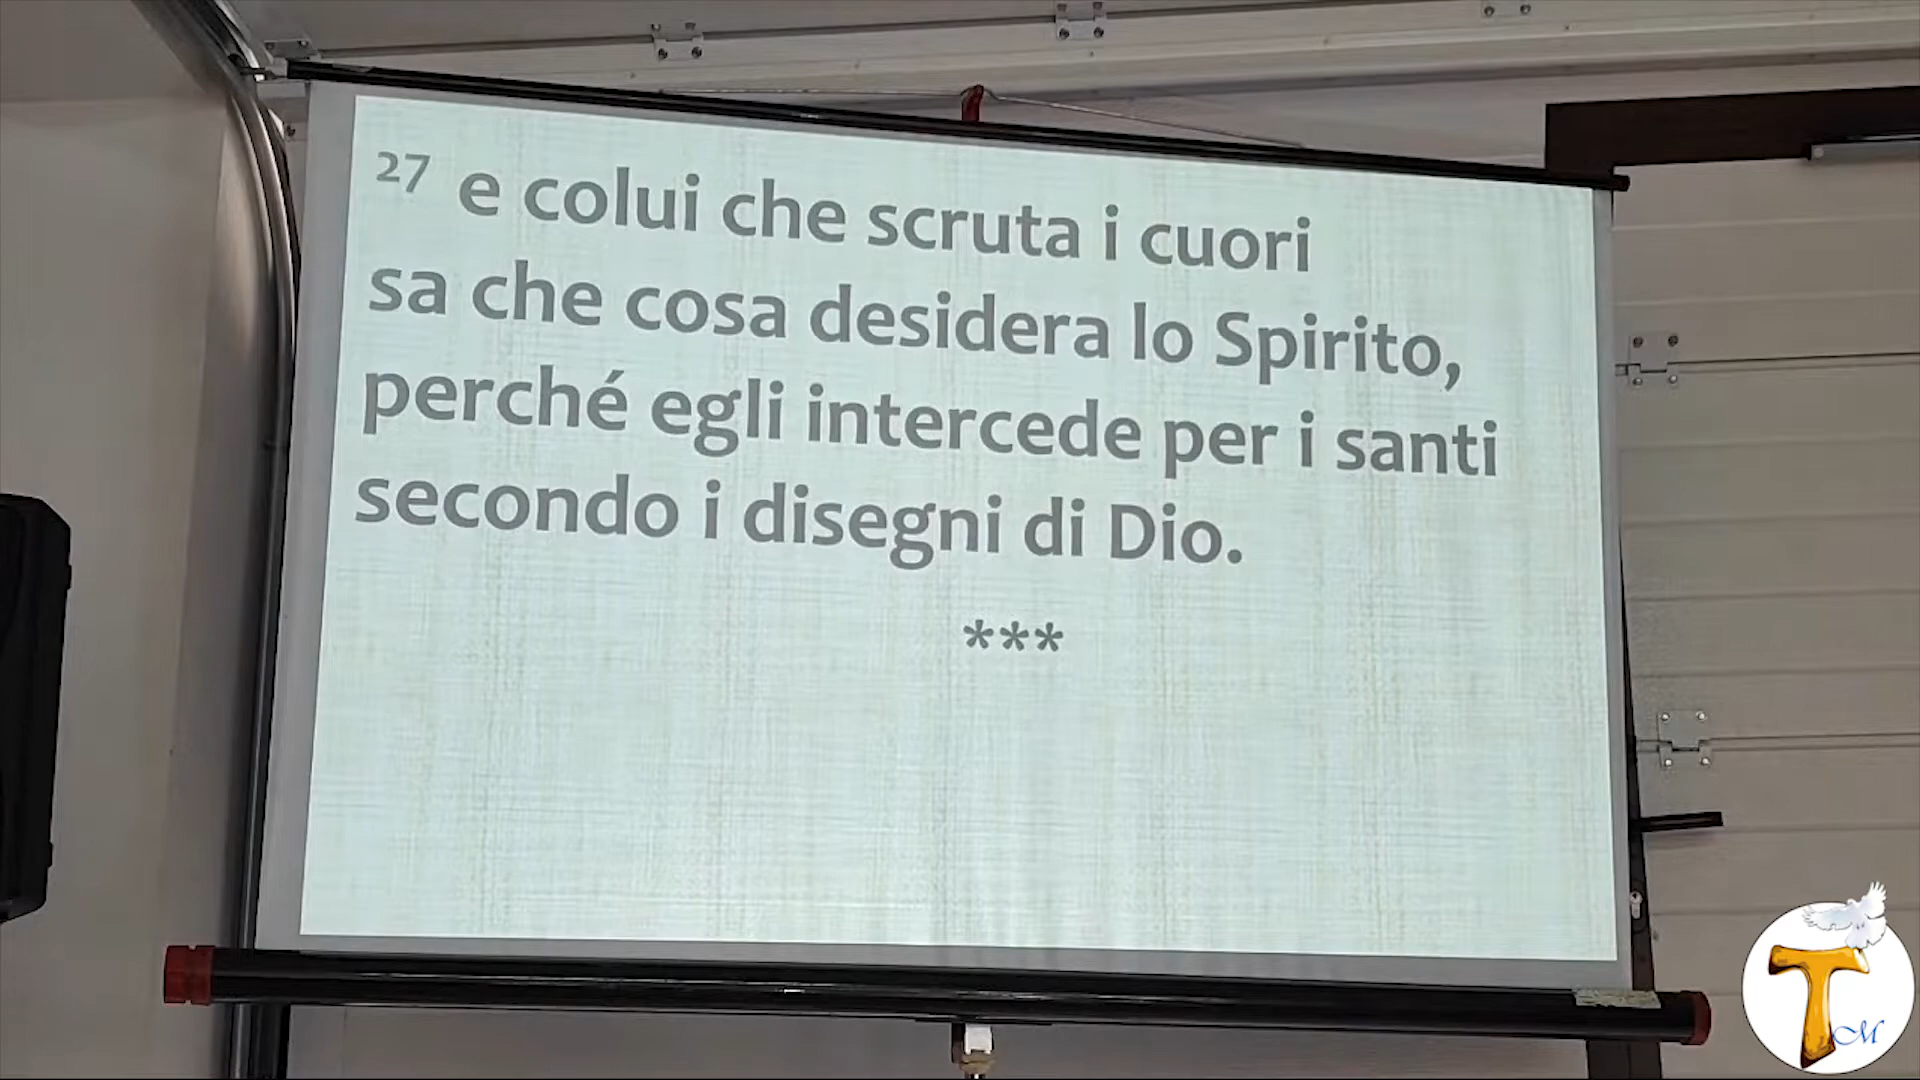 27 e colui che scruta i cuori
sa che cosa desidera lo Spirito,
perché egli intercede per i santi
secondo i disegni di Dio.
***
M